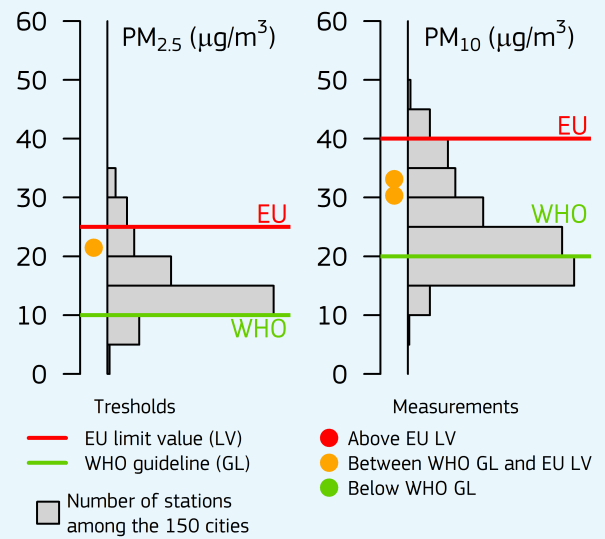 PM2.5 (μg/m³)
60
50
40
30
20
10
0
EU
WHO
PM10 (μg/m³)
60
50
40
30
20
10
0
EU
WHO
Tresholds
EU limit value (LV)
WHO guideline (GL)
Number of stations
among the 150 cities
Measurements
Above EU LV
Between WHO GL and EU LV
Below WHO GL